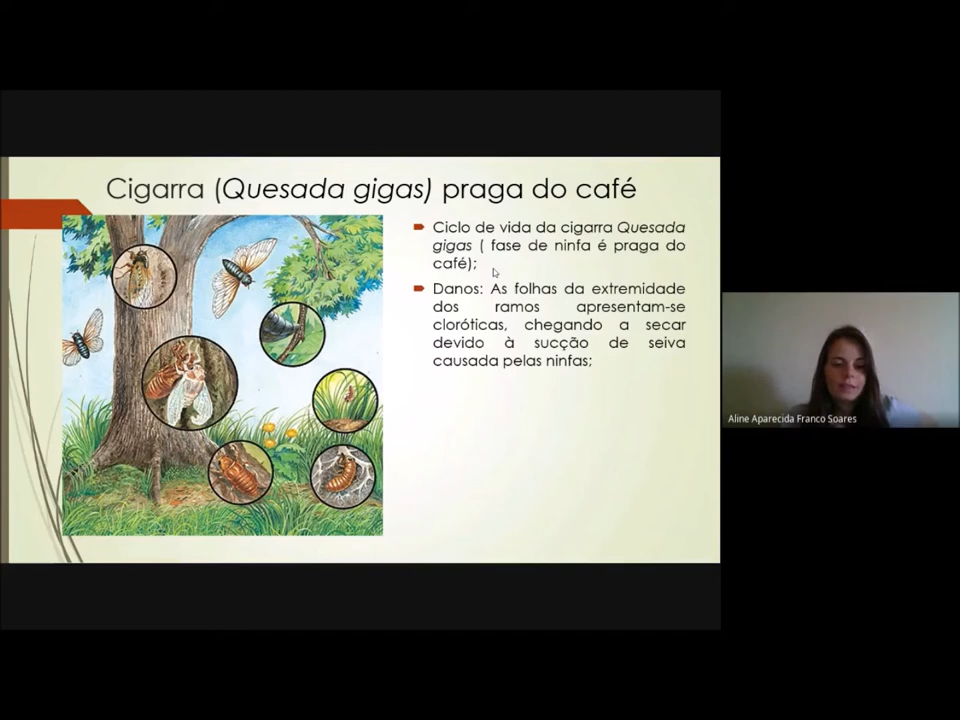 Cigarra (Quesada gigas) praga do café
Ciclo de vida da cigarra Quesada
gigas ( fase de ninfa é praga do
café);
Danos: As folhas da extremidade
dos ramos apresentam-se
cloróticas, chegando a secar
devido à sucção de seiva
causada pelas ninfas;
Aline Aparecida Franco Soares